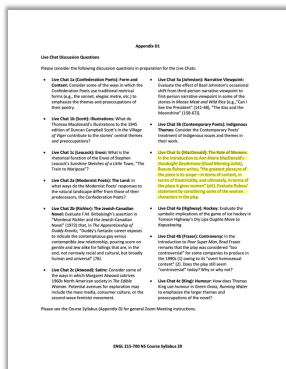 Appendix D1
Live Chat Discussion Questions
Please consider the following discussion questions in preparation for the Live Chats:
• Live Chat 1a (Confederation Poets): Form and
Content: Consider some of the ways in which the
Confederation Poets use traditional metrical
forms (e.g., the sonnet, elegiac metre, etc.) to
emphasize the themes and preoccupations of
their poetry.
• Live Chat 1b (Scott): Illustrations: What do
Thomas MacDonald's illustrations to the 1945
edition of Duncan Campbell Scott's In the Village
of Viger contribute to the stories' central themes
and preoccupations?
• Live Chat 1c (Leacock): Envoi: What is the
rhetorical function of the Envoi of Stephen
Leacock's Sunshine Sketches of a Little Town, "The
Train to Mariposa"?
• Live Chat 2a (Modernist Poets): The Land: In
what ways do the Modernist Poets' responses to
the natural landscape differ from those of their
predecessors, the Confederation Poets?
• Live Chat 2b (Richler): The Jewish-Canadian
Novel: Evaluate F.M. Birbalsingh's assertion in
"Mordecai Richler and the Jewish-Canadian
Novel" (1972) that, in The Apprenticeship of
Duddy Kravitz, "Duddy's fantastic career exposes
to ridicule the contemptuous gay versus
contemptible Jew relationship, pouring scorn on
gentile and Jew alike for failings that are, in the
end, not narrowly racial and cultural, but broadly
human and universal" (76).
• Live Chat 2c (Atwood): Satire: Consider some of
the ways in which Margaret Atwood satirizes
1960s North American society in The Edible
Woman. Potential avenues for exploration may
include the mass media, consumer culture, or the
second-wave feminist movement.
• Live Chat 3a (Johnston): Narrative Viewpoint:
Evaluate the effect of Basil Johnston's occasional
shift from third-person narrative viewpoint to
first-person narrative viewpoint in some of the
stories in Moose Meat and Wild Rice (e.g., "Can I
See the President" (141-48), "The Kiss and the
Moonshine" (158-67)).
• Live Chat 3b (Contemporary Poets): Indigenous
Themes: Consider the Contemporary Poets'
treatment of Indigenous issues and themes in
their work.
• Live Chat 3c (MacDonald): The Role of Women:
In the introduction to Ann-Marie MacDonald's
Goodnight Desdemona (Good Morning Juliet),
Banuta Rubess writes, "the greatest pleasure of
the piece is its scope—in terms of content, in
terms of theatricality, and ultimately, in terms of
the place it gives women" (xiii). Evaluate Rubess'
statement by considering some of the women
characters in the play.
• Live Chat 4a (Highway): Hockey: Evaluate the
symbolic implications of the game of ice hockey in
Tomson Highway's Dry Lips Oughta Move to
Kapuskasing.
• Live Chat 4b (Fraser): Controversy: In the
Introduction to Poor Super Man, Brad Fraser
remarks that the play was considered "too
controversial" for some companies to produce in
the 1990s owing to its "overt homosexual
content" (2). Does the play still seem
"controversial" today? Why or why not?
• Live Chat 4c (King): Humour: How does Thomas
King use humour in Green Grass, Running Water
to emphasize the larger themes and
preoccupations of the novel?
Please see the Course Syllabus (Appendix D) for general Zoom Meeting instructions.
ENGL 215-700 NS Course Syllabus 29